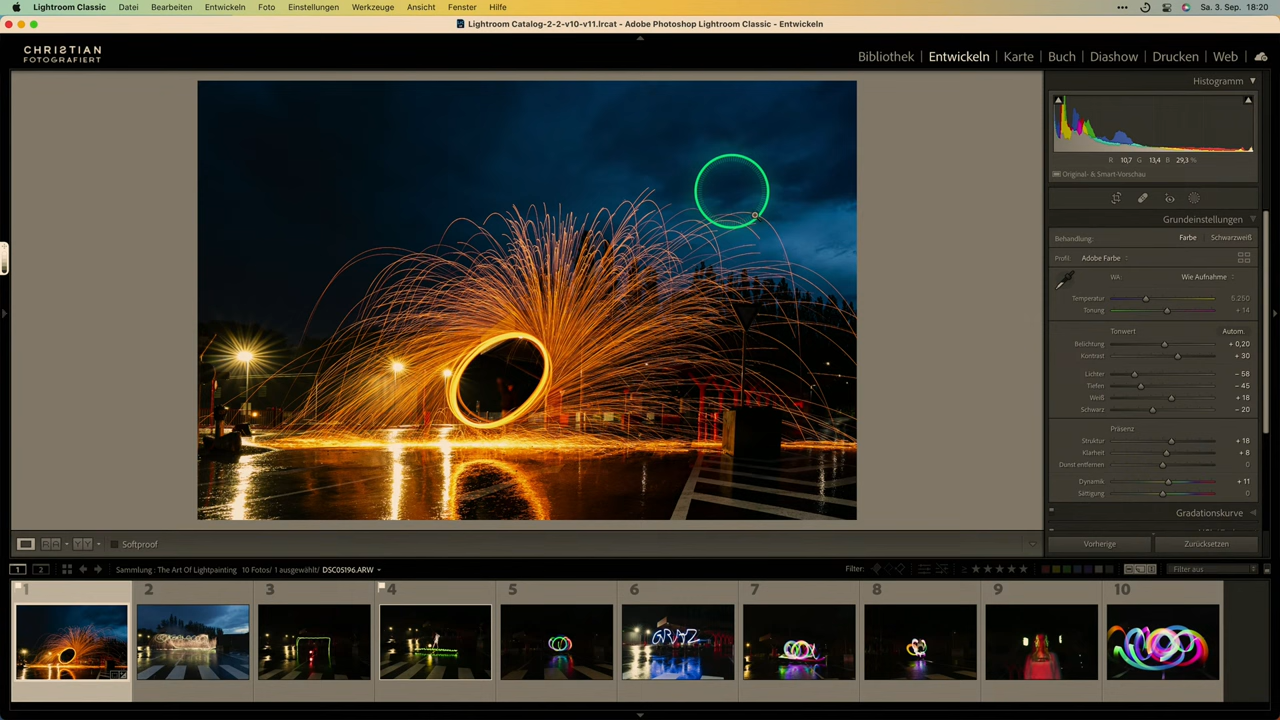 Lightroom Classic Datei Bearbeiten Entwickeln Foto Einstellungen Werkzeuge Ansicht Fenster Hilfe Sa. 3. Sep. 18:20
Lightroom Catalog-2-2-v10-v11.lrcat - Adobe Photoshop Lightroom Classic - Entwickeln
CHRISTIAN
FOTOGRAFIERT
Bibliothek | Entwickeln | Karte | Buch | Diashow | Drucken | Web
Histogramm
R 10,7 G 13,4 B 29,3 %
Original- & Smart-Vorschau
Grundeinstellungen
Behandlung: Farbe Schwarzweiß
Profil: Adobe Farbe
WA: Wie Aufnahme
Temperatur 5.250
Tonung + 14
Tonwert Autom.
Belichtung + 0,20
Kontrast + 30
Lichter − 58
Tiefen − 45
Weiß + 18
Schwarz − 20
Präsenz
Struktur + 18
Klarheit + 8
Dunst entfernen 0
Dynamik + 11
Sättigung 0
Gradationskurve
Vorherige Zurücksetzen
RA YY Softproof
1 2 Sammlung : The Art Of Lightpainting 10 Fotos/ 1 ausgewählt/ DSC05196.ARW Filter: Filter aus
1 2 3 4 5 6 7 8 9 10
GRAZ